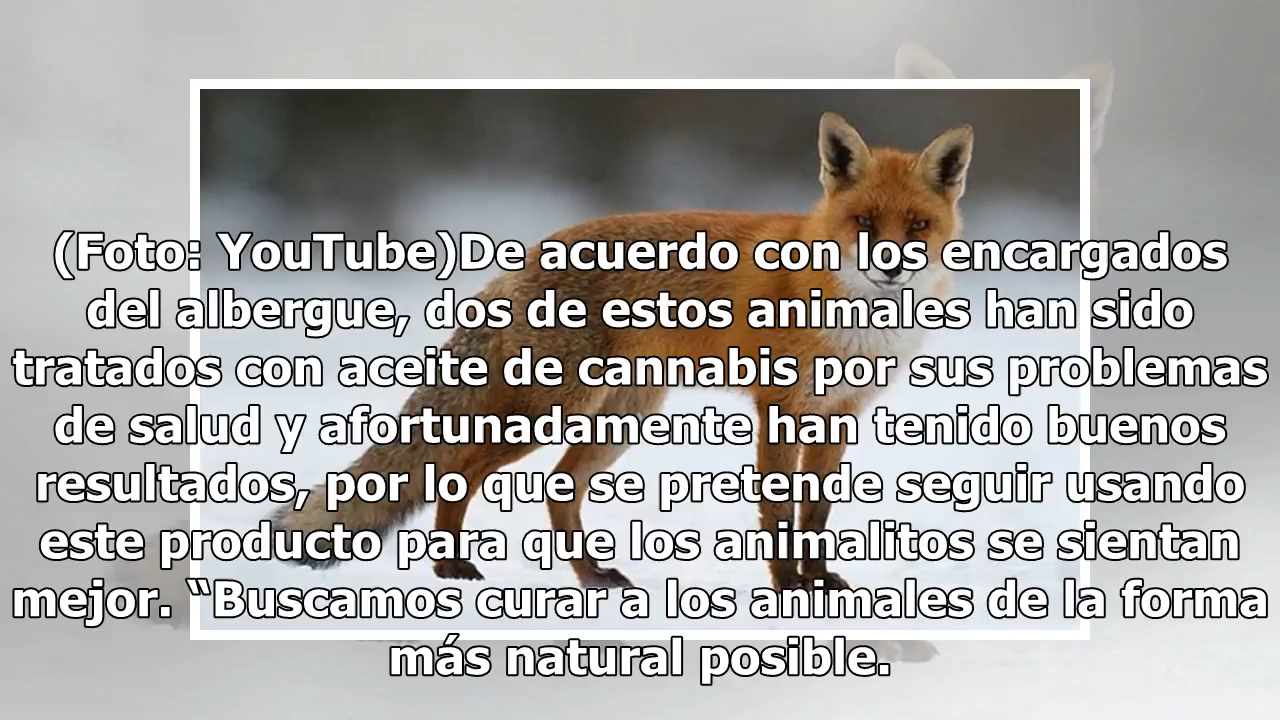 (Foto: YouTube)De acuerdo con los encargados
del albergue, dos de estos animales han sido
tratados con aceite de cannabis por sus problemas
de salud y afortunadamente han tenido buenos
resultados, por lo que se pretende seguir usando
este producto para que los animalitos se sientan
mejor. “Buscamos curar a los animales de la forma
más natural posible.